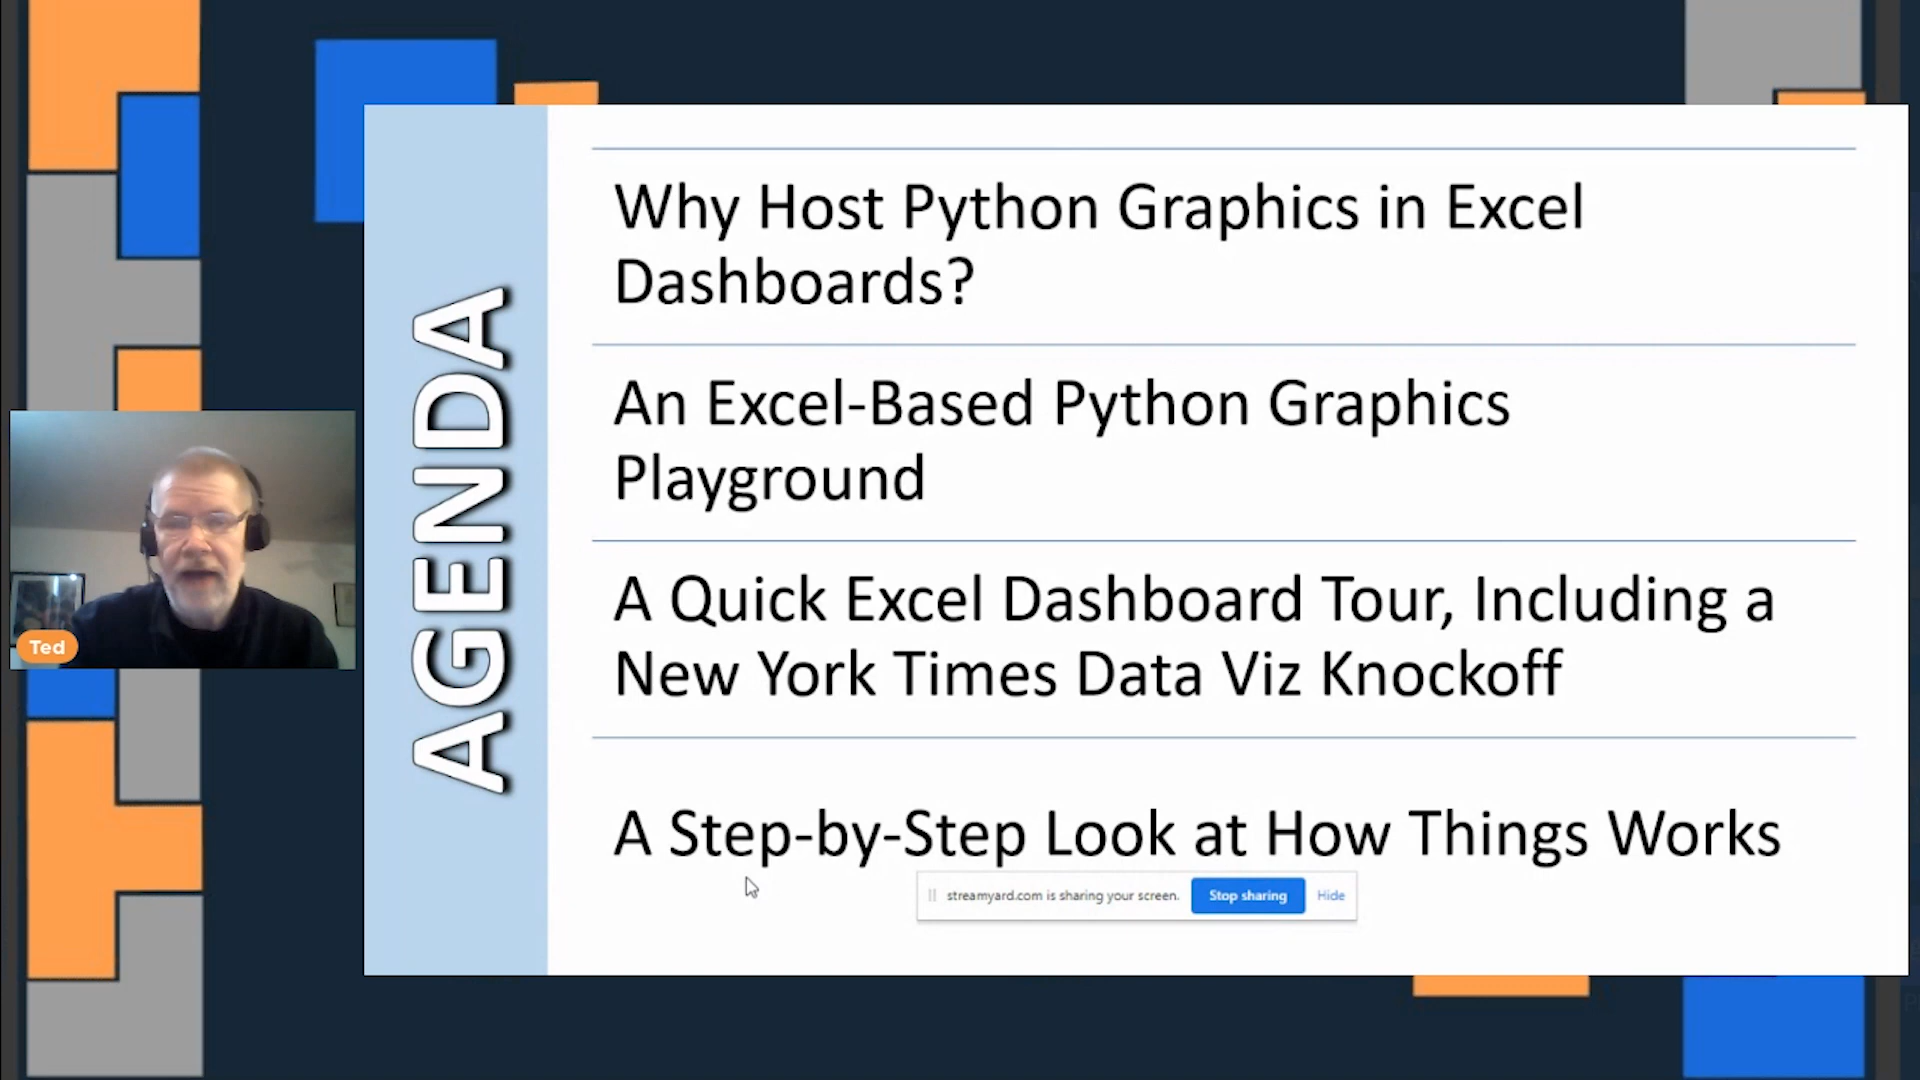 AGENDA
Why Host Python Graphics in Excel
Dashboards?
An Excel-Based Python Graphics
Playground
A Quick Excel Dashboard Tour, Including a
New York Times Data Viz Knockoff
A Step-by-Step Look at How Things Works
streamyard.com is sharing your screen. Stop sharing Hide
Ted